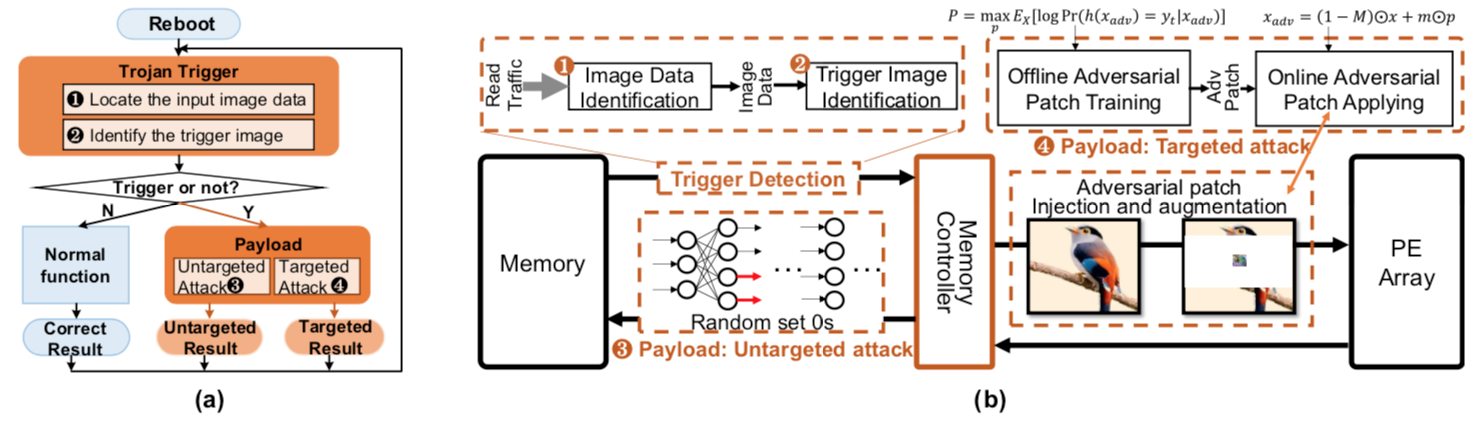 Reboot
Trojan Trigger
❶ Locate the input image data
❷ Identify the trigger image
Trigger or not?
N
Y
Normal
function
Payload
Untargeted
Attack❸
Targeted
Attack❹
Correct
Result
Untargeted
Result
Targeted
Result
(a)
P = max_p E_X[log Pr(h(x_adv) = y_t|x_adv)]
x_adv = (1 − M)⊙x + m⊙p
Read
Traffic
❶
Image Data
Identification
Image
Data
❷
Trigger Image
Identification
Offline Adversarial
Patch Training
Adv
Patch
Online Adversarial
Patch Applying
❹ Payload: Targeted attack
Memory
Trigger Detection
Random set 0s
❸ Payload: Untargeted attack
Memory
Controller
Adversarial patch
Injection and augmentation
PE
Array
(b)